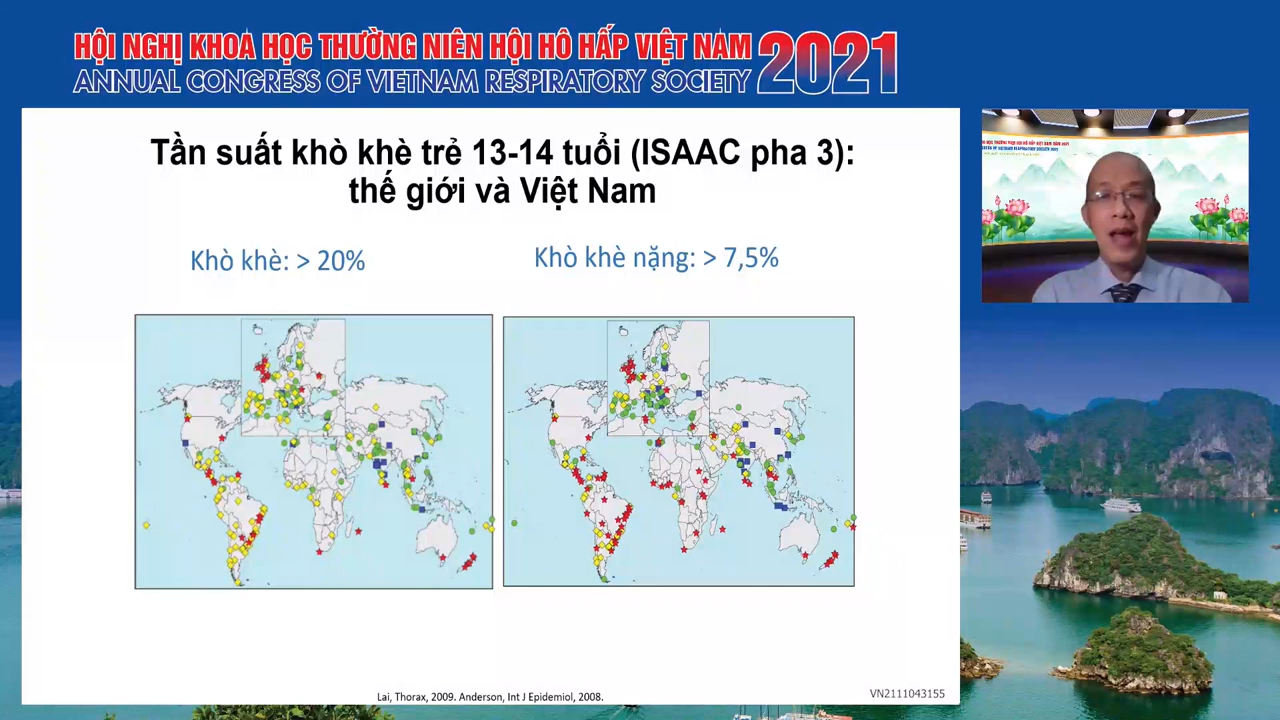 HỘI NGHỊ KHOA HỌC THƯỜNG NIÊN HỘI HÔ HẤP VIỆT NAM 2021
ANNUAL CONGRESS OF VIETNAM RESPIRATORY SOCIETY
Tần suất khò khè trẻ 13-14 tuổi (ISAAC pha 3):
thế giới và Việt Nam
Khò khè: > 20%
Khò khè nặng: > 7,5%
Lai, Thorax, 2009. Anderson, Int J Epidemiol, 2008.
VN2111043155